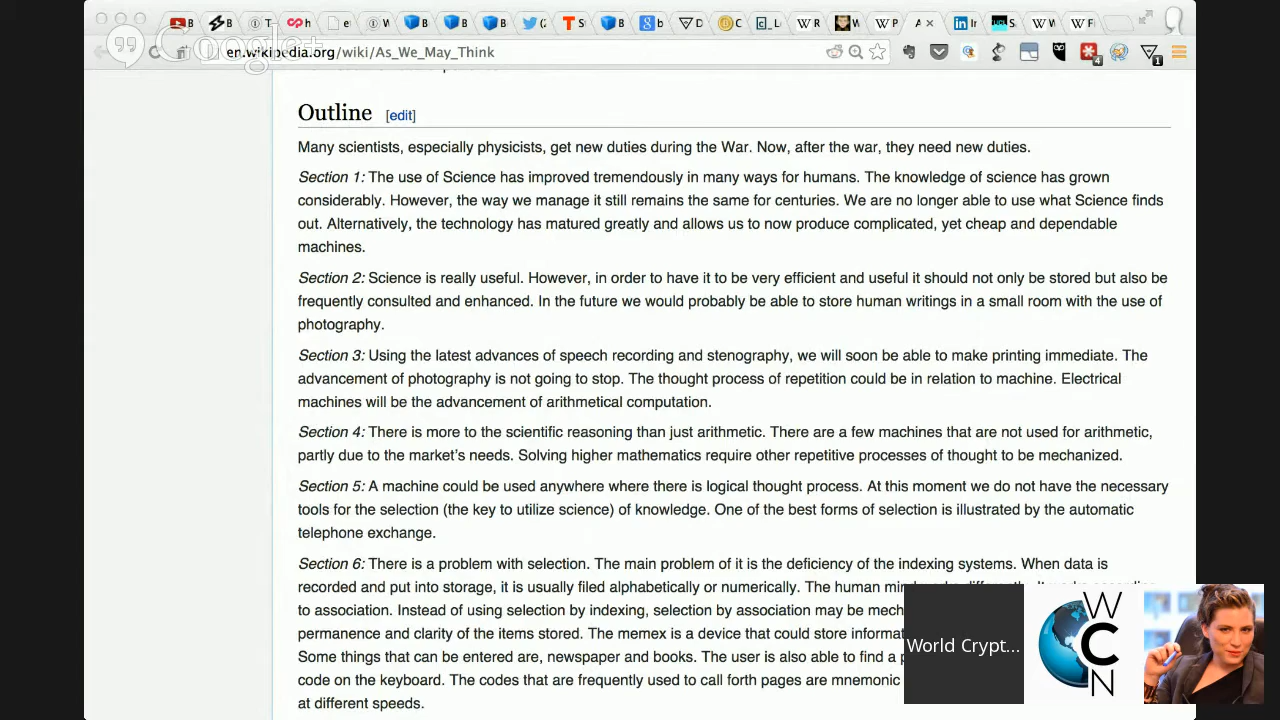 B
B
T
h
e
W
B
B
B
(2
S
B
b
D
C
c_ L
R
W
P
A
Ir
S
W
F
Google+
en.wikipedia.org/wiki/As_We_May_Think
4
1
Outline [edit]
Many scientists, especially physicists, get new duties during the War. Now, after the war, they need new duties.
Section 1: The use of Science has improved tremendously in many ways for humans. The knowledge of science has grown
considerably. However, the way we manage it still remains the same for centuries. We are no longer able to use what Science finds
out. Alternatively, the technology has matured greatly and allows us to now produce complicated, yet cheap and dependable
machines.
Section 2: Science is really useful. However, in order to have it to be very efficient and useful it should not only be stored but also be
frequently consulted and enhanced. In the future we would probably be able to store human writings in a small room with the use of
photography.
Section 3: Using the latest advances of speech recording and stenography, we will soon be able to make printing immediate. The
advancement of photography is not going to stop. The thought process of repetition could be in relation to machine. Electrical
machines will be the advancement of arithmetical computation.
Section 4: There is more to the scientific reasoning than just arithmetic. There are a few machines that are not used for arithmetic,
partly due to the market's needs. Solving higher mathematics require other repetitive processes of thought to be mechanized.
Section 5: A machine could be used anywhere where there is logical thought process. At this moment we do not have the necessary
tools for the selection (the key to utilize science) of knowledge. One of the best forms of selection is illustrated by the automatic
telephone exchange.
Section 6: There is a problem with selection. The main problem of it is the deficiency of the indexing systems. When data is
recorded and put into storage, it is usually filed alphabetically or numerically. The human
to association. Instead of using selection by indexing, selection by association may be mech
permanence and clarity of the items stored. The memex is a device that could store informat
Some things that can be entered are, newspaper and books. The user is also able to find a
code on the keyboard. The codes that are frequently used to call forth pages are mnemonic
at different speeds.
World Crypt...
W
C
N